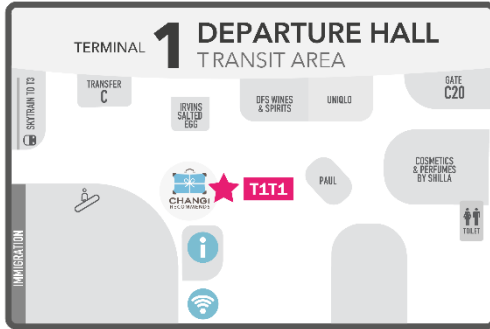 TERMINAL 1 DEPARTURE HALL
TRANSIT AREA
SKYTRAIN TO T3
TRANSFER
C
IRVINS
SALTED
EGG
DFS WINES
& SPIRITS
UNIQLO
GATE
C20
CHANGI
RECOMMENDS
T1T1
PAUL
COSMETICS
& PERFUMES
BY SHILLA
TOILET
IMMIGRATION
i